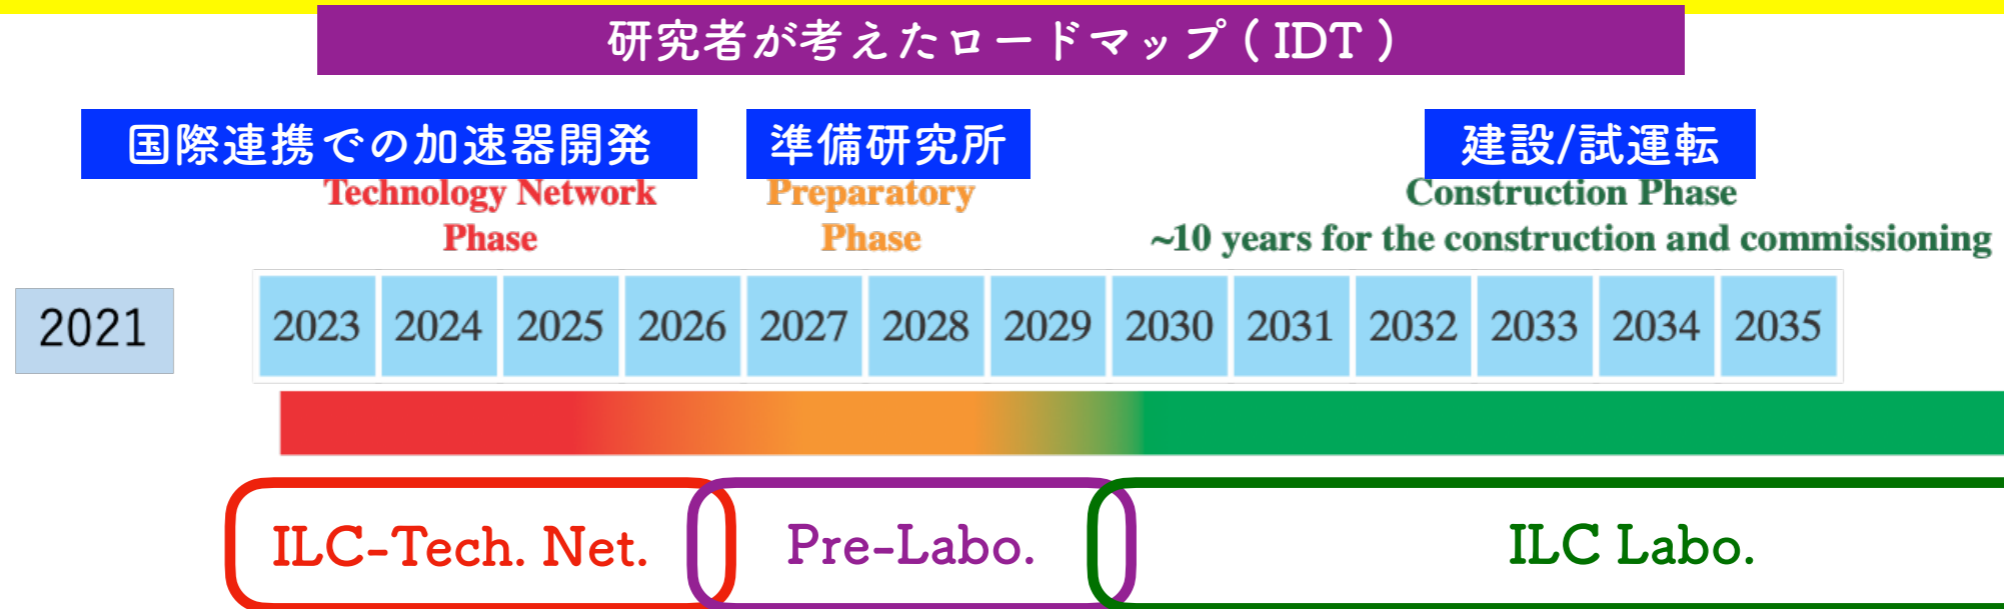 研究者が考えたロードマップ ( IDT )
国際連携での加速器開発
準備研究所
建設/試運転
Technology Network
Phase
Preparatory
Phase
Construction Phase
~10 years for the construction and commissioning
2021
2023 2024 2025 2026 2027 2028 2029 2030 2031 2032 2033 2034 2035
ILC-Tech. Net.
Pre-Labo.
ILC Labo.